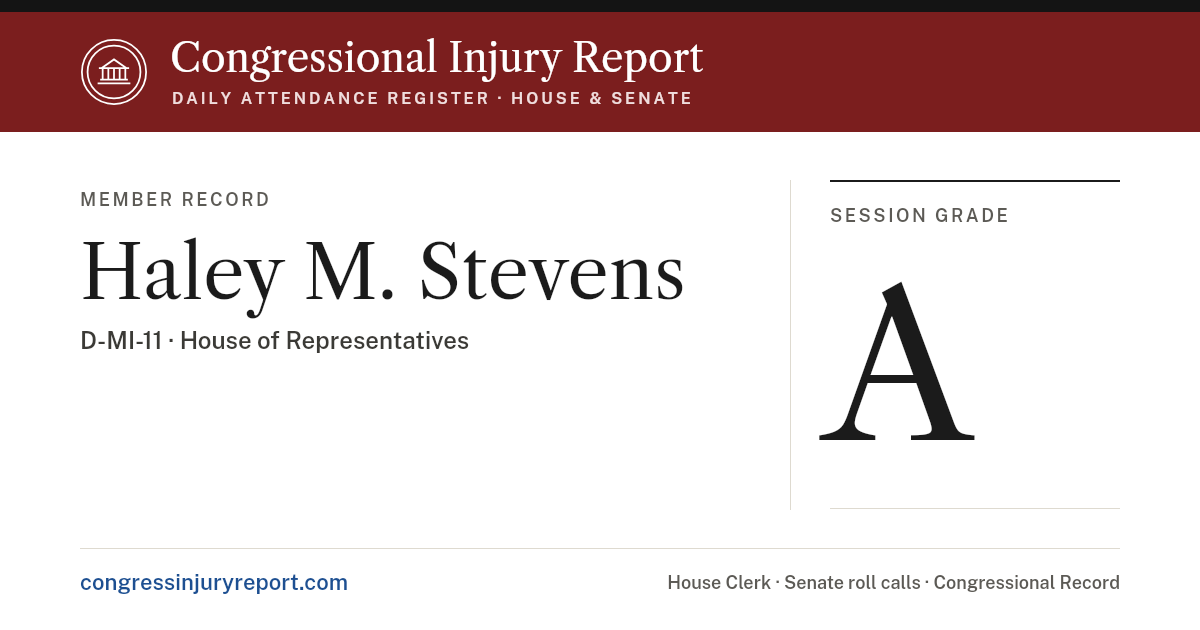 Congressional Injury Report
DAILY ATTENDANCE REGISTER · HOUSE & SENATE
MEMBER RECORD
Haley M. Stevens
D-MI-11 · House of Representatives
SESSION GRADE
A
congressinjuryreport.com
House Clerk · Senate roll calls · Congressional Record